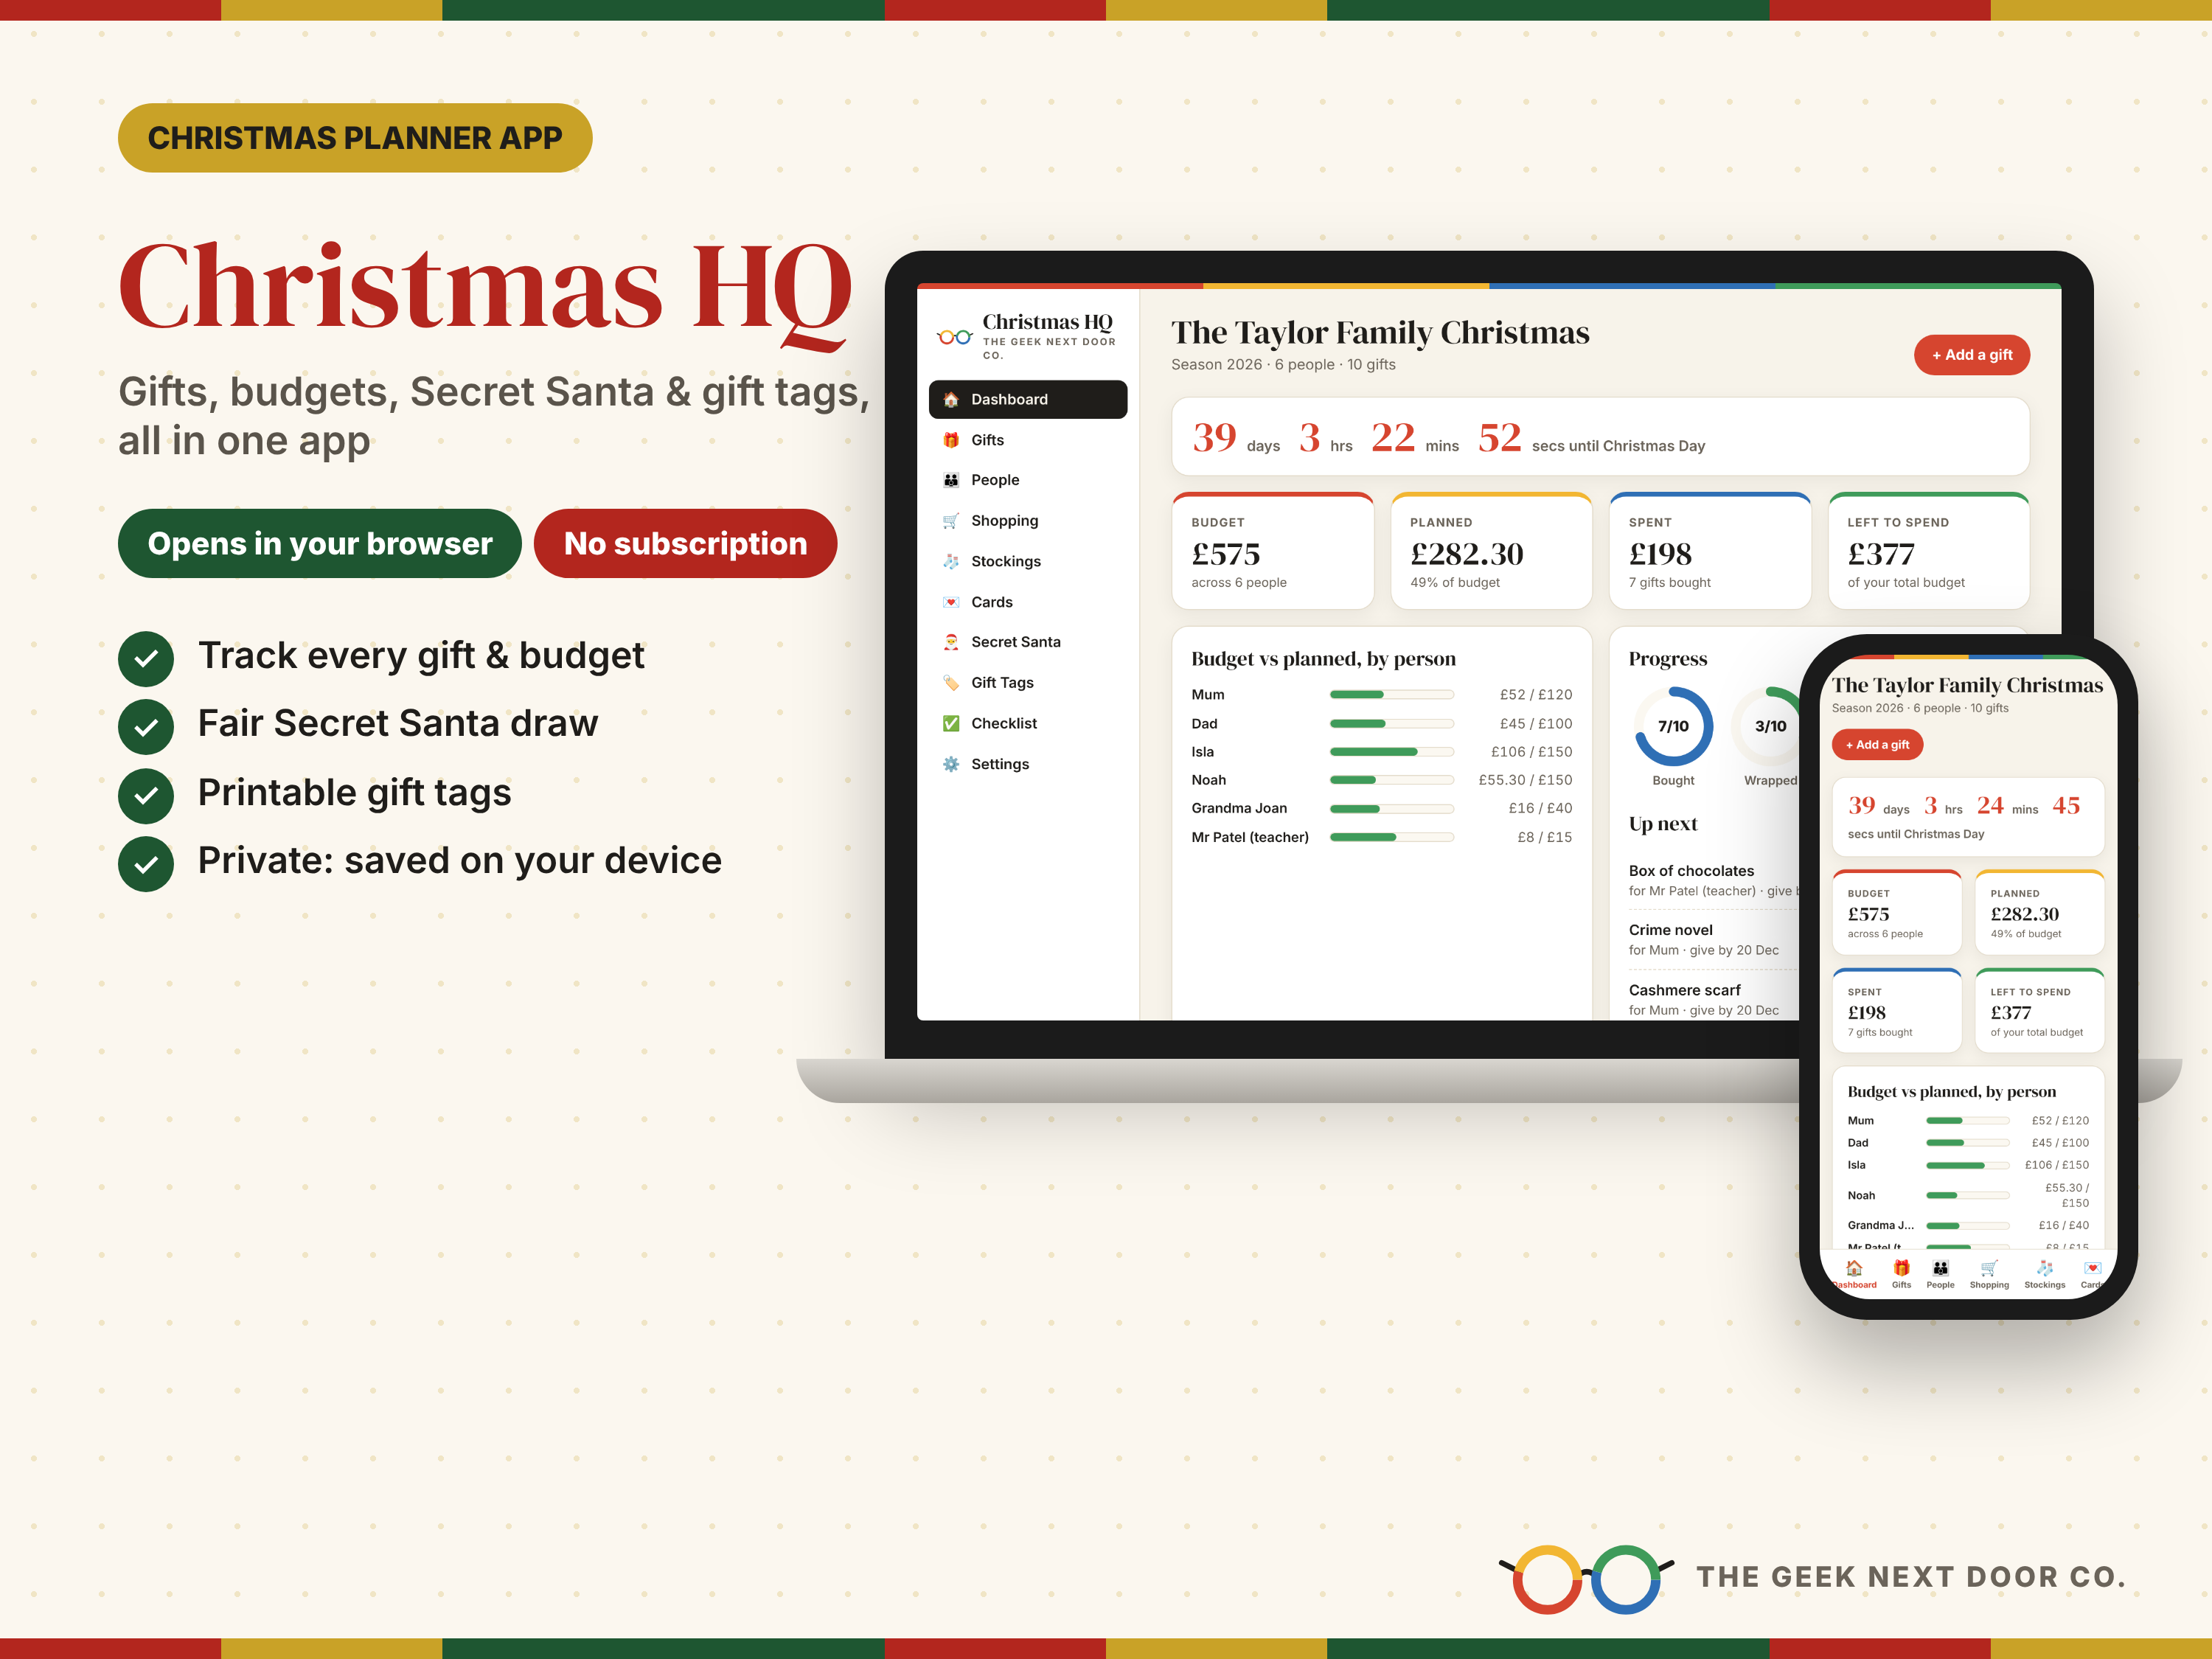 CHRISTMAS PLANNER APP
Christmas HQ
Gifts, budgets, Secret Santa & gift tags,
all in one app
Opens in your browser
No subscription
Track every gift & budget
Fair Secret Santa draw
Printable gift tags
Private: saved on your device
Christmas HQ
THE GEEK NEXT DOOR
CO.
Dashboard
Gifts
People
Shopping
Stockings
Cards
Secret Santa
Gift Tags
Checklist
Settings
The Taylor Family Christmas
Season 2026 · 6 people · 10 gifts
+ Add a gift
39 days 3 hrs 22 mins 52 secs until Christmas Day
BUDGET
£575
across 6 people
PLANNED
£282.30
49% of budget
SPENT
£198
7 gifts bought
LEFT TO SPEND
£377
of your total budget
Budget vs planned, by person
Mum £52 / £120
Dad £45 / £100
Isla £106 / £150
Noah £55.30 / £150
Grandma Joan £16 / £40
Mr Patel (teacher) £8 / £15
Progress
7/10
Bought
3/10
Wrapped
Up next
Box of chocolates
for Mr Patel (teacher) · give
Crime novel
for Mum · give by 20 Dec
Cashmere scarf
for Mum · give by 20 Dec
The Taylor Family Christmas
Season 2026 · 6 people · 10 gifts
+ Add a gift
39 days 3 hrs 24 mins 45
secs until Christmas Day
BUDGET
£575
across 6 people
PLANNED
£282.30
49% of budget
SPENT
£198
7 gifts bought
LEFT TO SPEND
£377
of your total budget
Budget vs planned, by person
Mum £52 / £120
Dad £45 / £100
Isla £106 / £150
Noah £55.30 /
£150
Grandma J... £16 / £40
Mr Patel (t... £8 / £15
Dashboard
Gifts
People
Shopping
Stockings
Cards
THE GEEK NEXT DOOR CO.